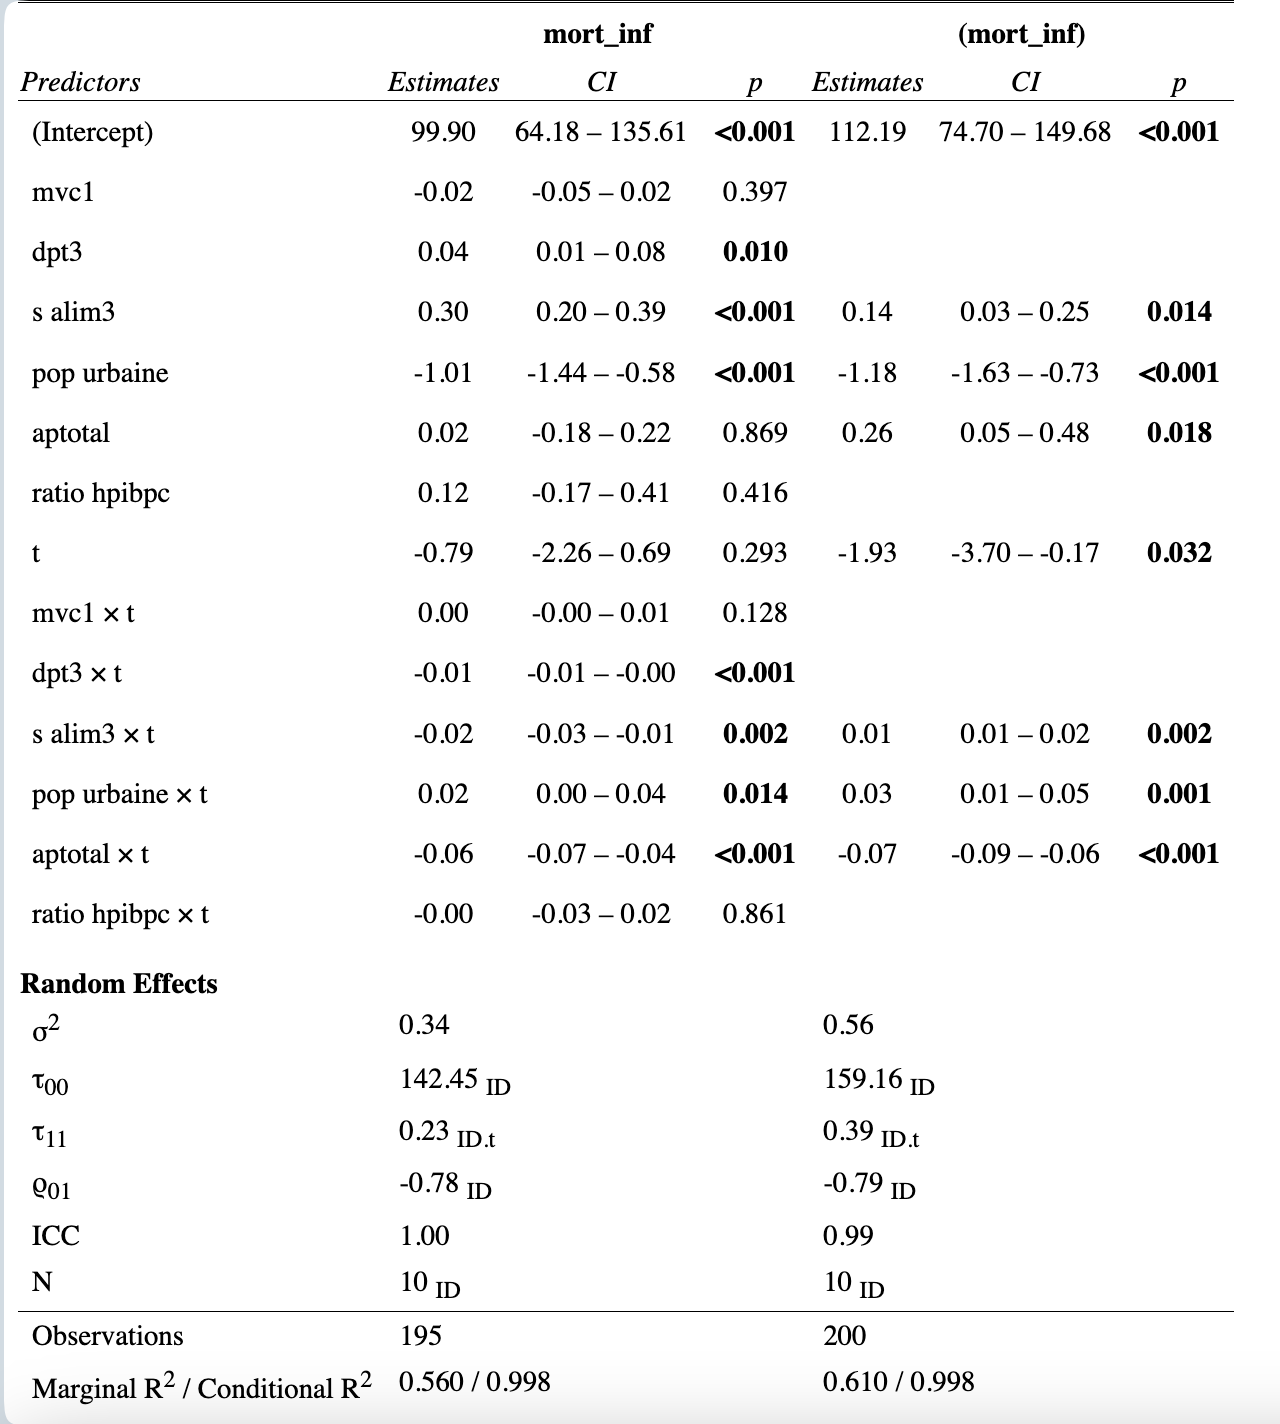 mort_inf (mort_inf)
Predictors Estimates CI p Estimates CI p
(Intercept) 99.90 64.18 – 135.61 <0.001 112.19 74.70 – 149.68 <0.001
mvc1 -0.02 -0.05 – 0.02 0.397
dpt3 0.04 0.01 – 0.08 0.010
s alim3 0.30 0.20 – 0.39 <0.001 0.14 0.03 – 0.25 0.014
pop urbaine -1.01 -1.44 – -0.58 <0.001 -1.18 -1.63 – -0.73 <0.001
aptotal 0.02 -0.18 – 0.22 0.869 0.26 0.05 – 0.48 0.018
ratio hpibpc 0.12 -0.17 – 0.41 0.416
t -0.79 -2.26 – 0.69 0.293 -1.93 -3.70 – -0.17 0.032
mvc1 × t 0.00 -0.00 – 0.01 0.128
dpt3 × t -0.01 -0.01 – -0.00 <0.001
s alim3 × t -0.02 -0.03 – -0.01 0.002 0.01 0.01 – 0.02 0.002
pop urbaine × t 0.02 0.00 – 0.04 0.014 0.03 0.01 – 0.05 0.001
aptotal × t -0.06 -0.07 – -0.04 <0.001 -0.07 -0.09 – -0.06 <0.001
ratio hpibpc × t -0.00 -0.03 – 0.02 0.861
Random Effects
σ2 0.34 0.56
τ00 142.45 ID 159.16 ID
τ11 0.23 ID.t 0.39 ID.t
ρ01 -0.78 ID -0.79 ID
ICC 1.00 0.99
N 10 ID 10 ID
Observations 195 200
Marginal R2 / Conditional R2 0.560 / 0.998 0.610 / 0.998